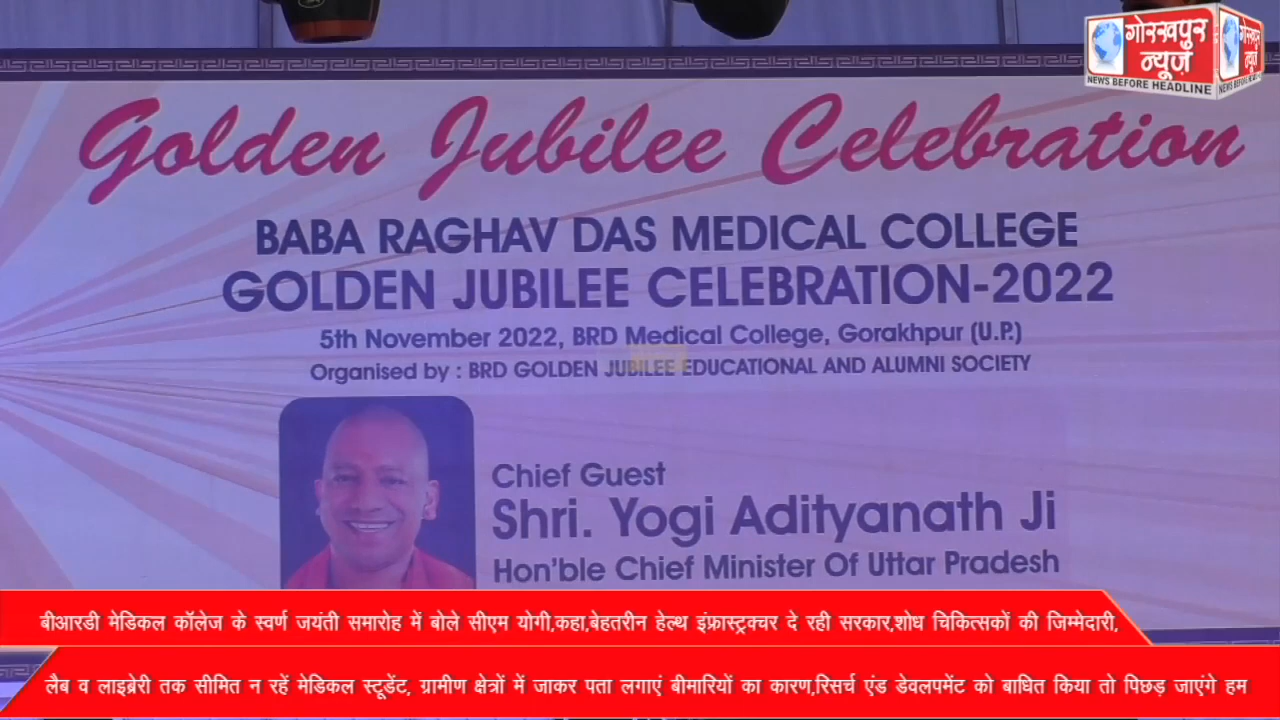 गोरखपुर
न्यूज़
NEWS BEFORE HEADLINE
Golden Jubilee Celebration
BABA RAGHAV DAS MEDICAL COLLEGE
GOLDEN JUBILEE CELEBRATION-2022
5th November 2022, BRD Medical College, Gorakhpur (U.P.)
Organised by : BRD GOLDEN JUBILEE EDUCATIONAL AND ALUMNI SOCIETY
Chief Guest
Shri. Yogi Adityanath Ji
Hon'ble Chief Minister Of Uttar Pradesh
बीआरडी मेडिकल कॉलेज के स्वर्ण जयंती समारोह में बोले सीएम योगी,कहा,बेहतरीन हेल्थ इंफ्रास्ट्रक्चर दे रही सरकार,शोध चिकित्सकों की जिम्मेदारी,
लैब व लाइब्रेरी तक सीमित न रहें मेडिकल स्टूडेंट, ग्रामीण क्षेत्रों में जाकर पता लगाएं बीमारियों का कारण,रिसर्च एंड डेवलपमेंट को बाधित किया तो पिछड़ जाएंगे हम